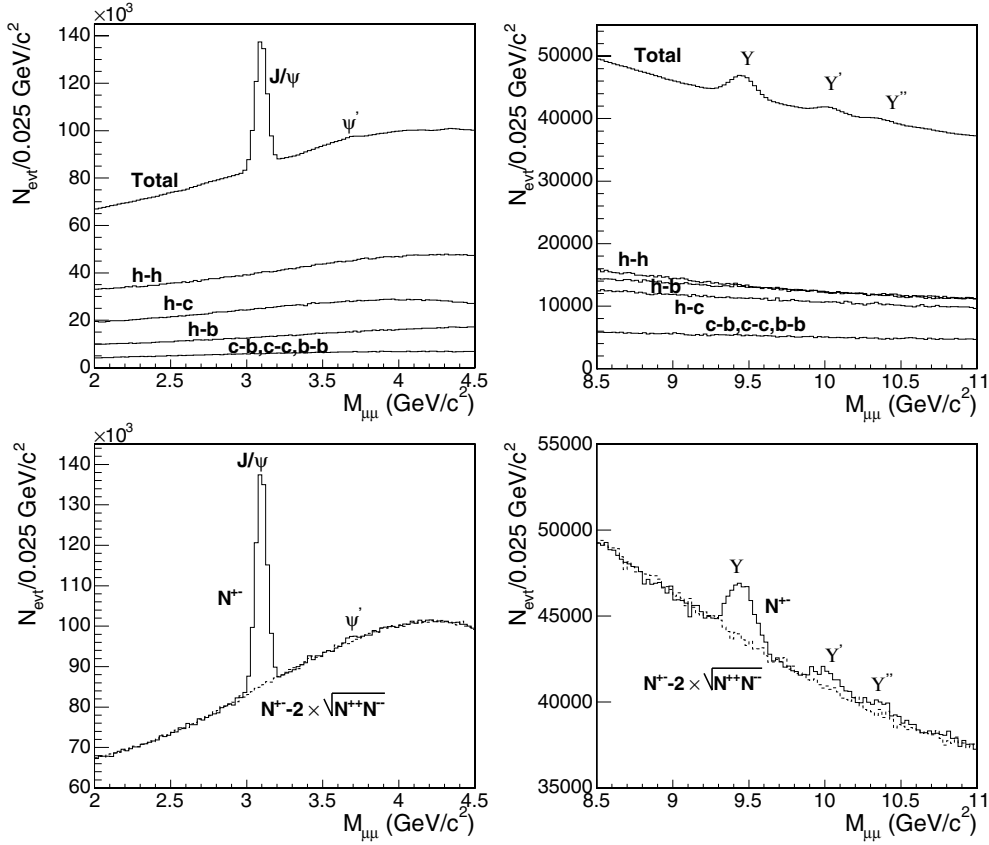 ×10³
N_evt/0.025 GeV/c²
140
120
100
80
60
40
20
0
Total
J/ψ
ψ'
h-h
h-c
h-b
c-b,c-c,b-b
2 2.5 3 3.5 4 4.5
M_μμ (GeV/c²)
N_evt/0.025 GeV/c²
50000
40000
30000
20000
10000
0
Total
Υ
Υ'
Υ''
h-h
h-b
h-c
c-b,c-c,b-b
8.5 9 9.5 10 10.5 11
M_μμ (GeV/c²)
×10³
N_evt/0.025 GeV/c²
140
130
120
110
100
90
80
70
60
J/ψ
N⁺⁻
ψ'
N⁺⁻-2 × √N⁺⁺N⁻⁻
2 2.5 3 3.5 4 4.5
M_μμ (GeV/c²)
N_evt/0.025 GeV/c²
55000
50000
45000
40000
35000
Υ
N⁺⁻
Υ'
Υ''
N⁺⁻-2 × √N⁺⁺N⁻⁻
8.5 9 9.5 10 10.5 11
M_μμ (GeV/c²)